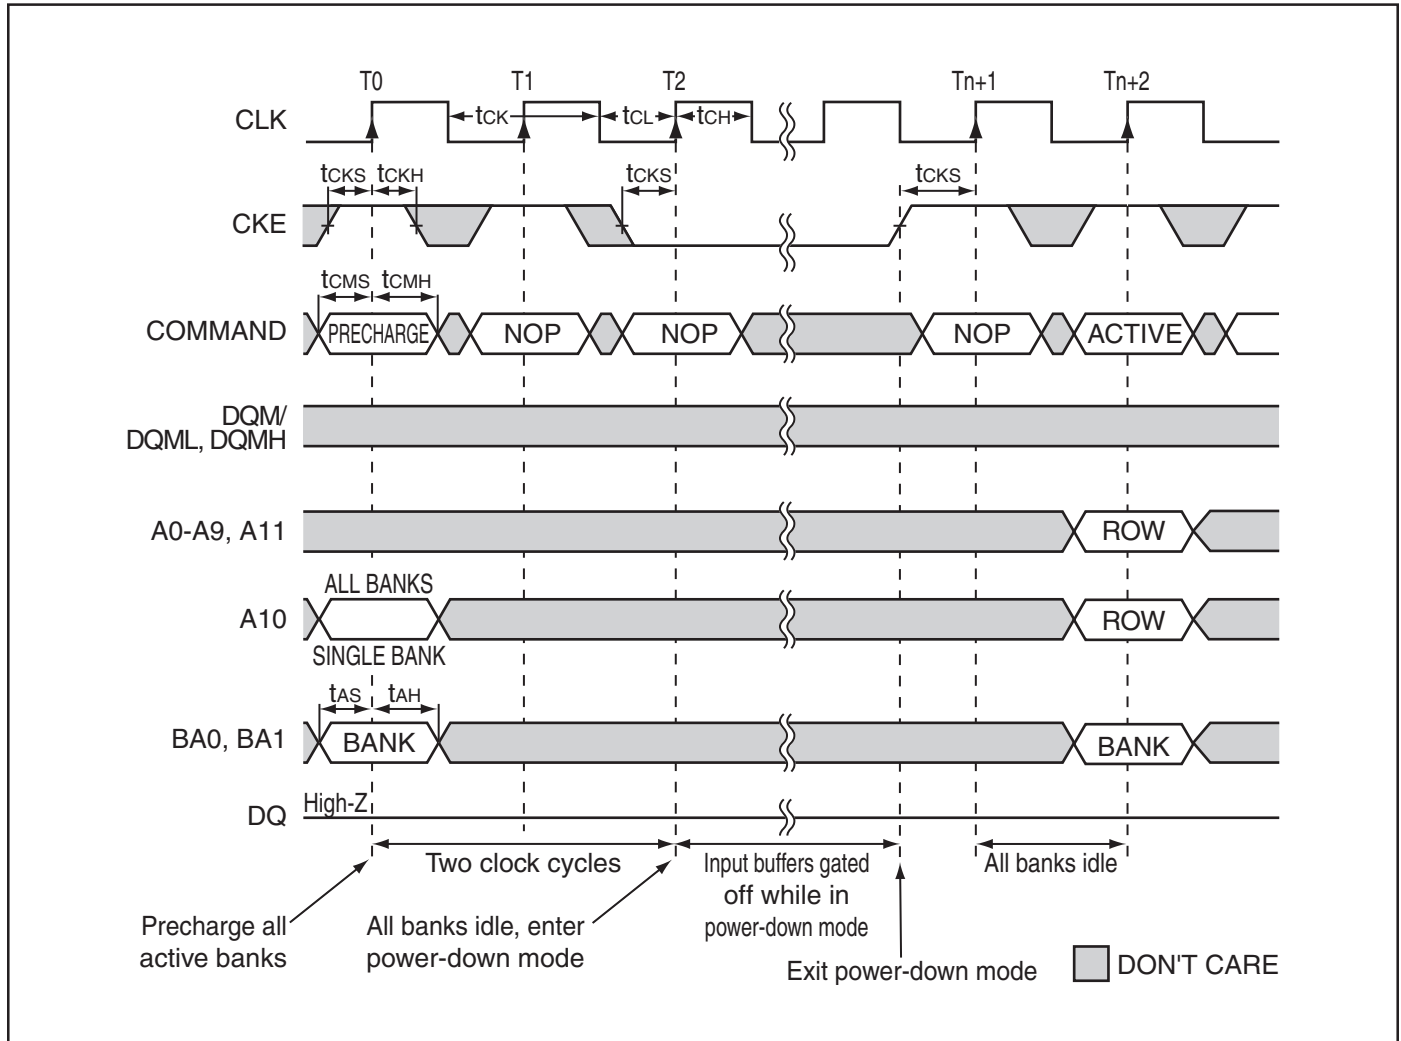 T0 T1 T2 Tn+1 Tn+2
CLK
tCK tCL tCH
tCKS tCKH tCKS tCKS
CKE
tCMS tCMH
COMMAND PRECHARGE NOP NOP NOP ACTIVE
DQM/
DQML, DQMH
A0-A9, A11 ROW
ALL BANKS
A10 ROW
SINGLE BANK
tAS tAH
BA0, BA1 BANK BANK
High-Z
DQ
Two clock cycles
Input buffers gated
off while in
power-down mode
All banks idle
Precharge all
active banks
All banks idle, enter
power-down mode
Exit power-down mode
DON'T CARE